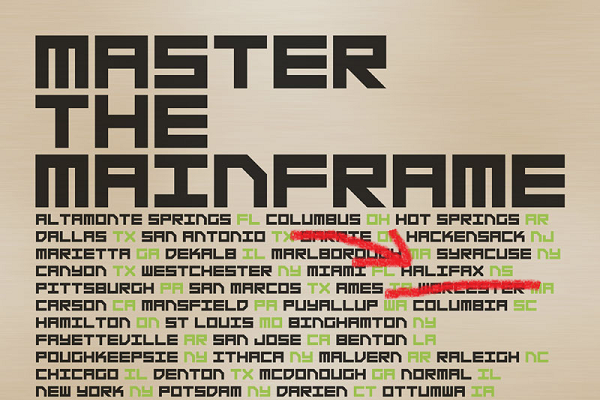 MASTER
THE
MAINFRAME
ALTAMONTE SPRINGS FL COLUMBUS OH HOT SPRINGS AR
DALLAS TX SAN ANTONIO TX BARRIE ON HACKENSACK NJ
MARIETTA GA DEKALB IL MARLBOROUGH MA SYRACUSE NY
CANYON TX WESTCHESTER NY MIAMI FL HALIFAX NS
PITTSBURGH PA SAN MARCOS TX AMES IA WORCESTER MA
CARSON CA MANSFIELD PA PUYALLUP WA COLUMBIA SC
HAMILTON ON ST LOUIS MO BINGHAMTON NY
FAYETTEVILLE AR SAN JOSE CA BENTON LA
POUGHKEEPSIE NY ITHACA NY MALVERN AR RALEIGH NC
CHICAGO IL DENTON TX MCDONOUGH GA NORMAL IL
NEW YORK NY POTSDAM NY DARIEN CT OTTUMWA IA